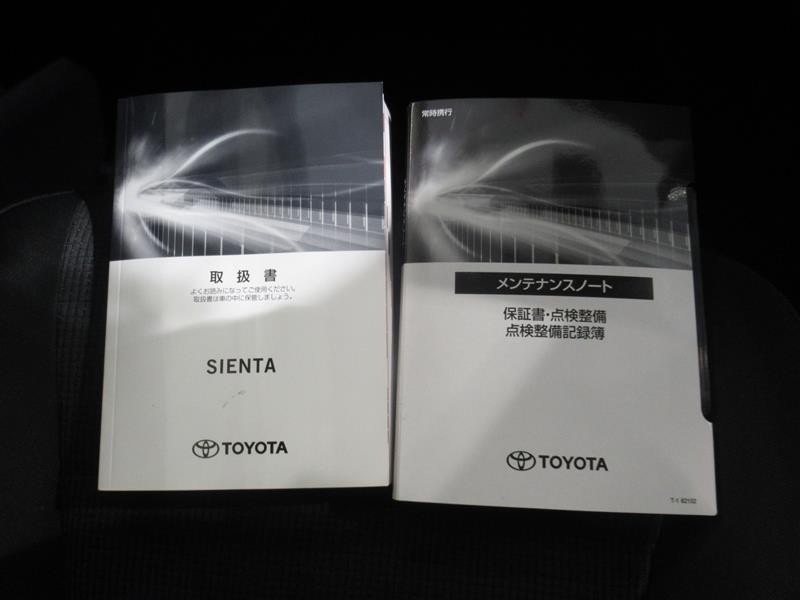 取扱書
よくお読みになってご使用ください。
取扱書は車の中に保管しましょう。
SIENTA
TOYOTA
常時携行
メンテナンスノート
保証書・点検整備
点検整備記録簿
TOYOTA
T-1 62102